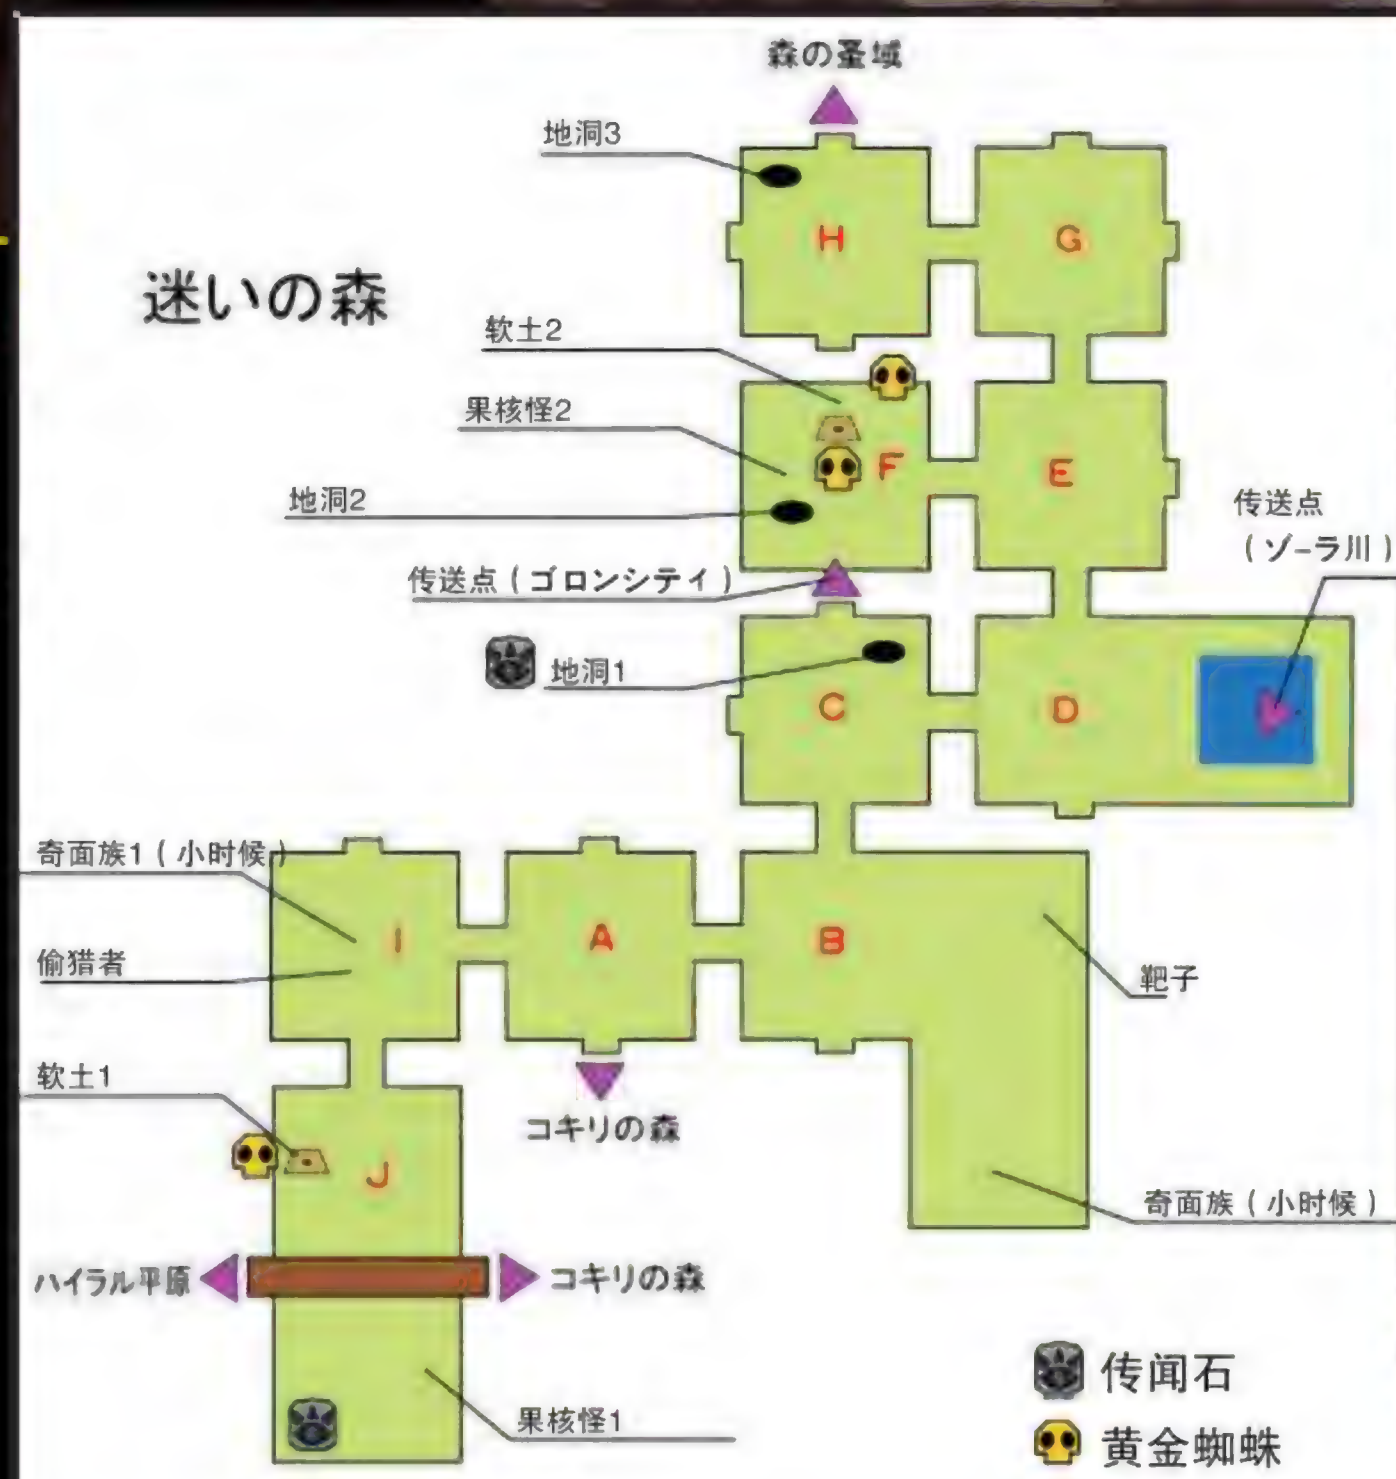 森の聖域
地洞3
H
G
迷いの森
软土2
果核怪2
F
E
地洞2
传送点
（ゾーラ川）
传送点（ゴロンシティ）
地洞1
C
D
奇面族1（小时候）
I
A
B
偷猎者
靶子
软土1
コキリの森
J
奇面族（小时候）
ハイラル平原
コキリの森
传闻石
果核怪1
黄金蜘蛛